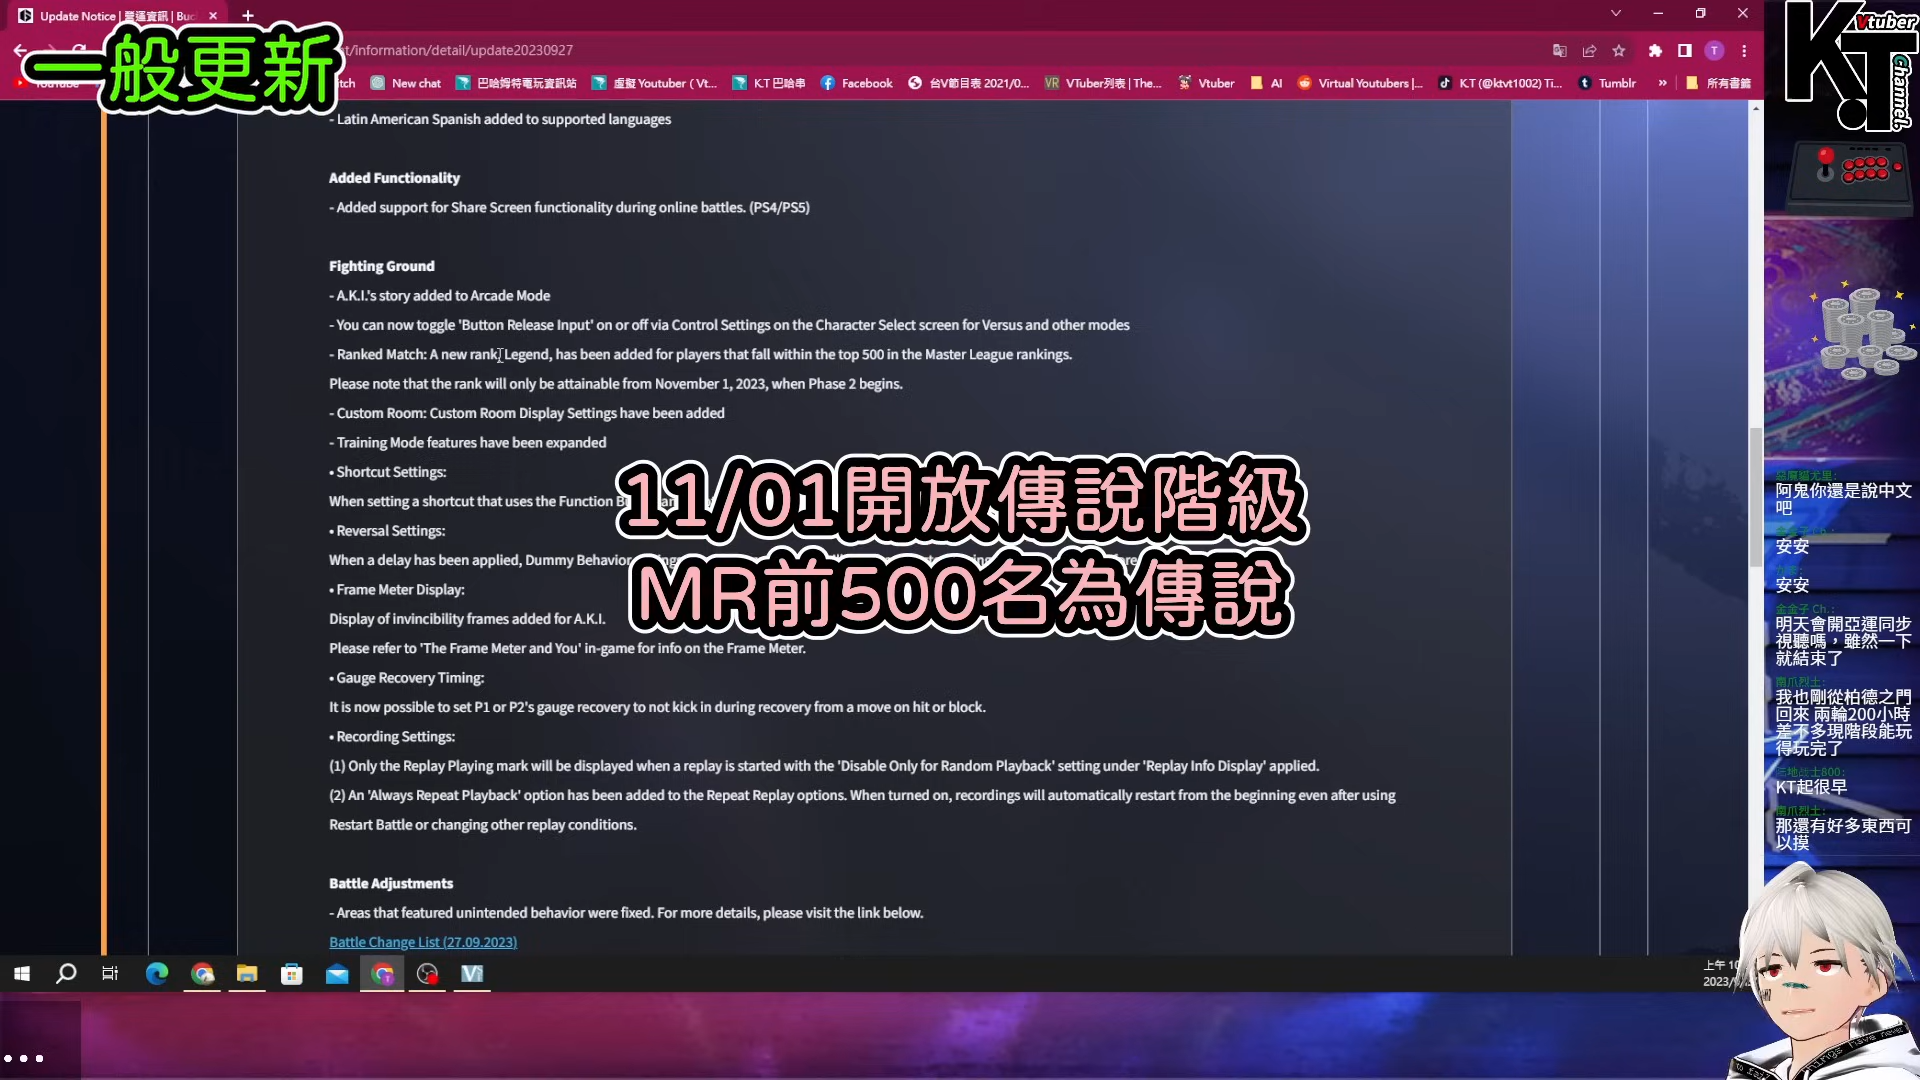 Update Notice | 營運資訊 | Buc
一般更新
t/information/detail/update20230927
T
YouTube
New chat
巴哈姆特電玩資訊站
虛擬 Youtuber ( Vt...
K.T 巴哈串
Facebook
台V節目表 2021/0...
VTuber列表 | The...
Vtuber
AI
Virtual Youtubers |...
K.T (@ktvt1002) Ti...
Tumblr
所有書籤
Vtuber
K.T
Channel.
- Latin American Spanish added to supported languages
Added Functionality
- Added support for Share Screen functionality during online battles. (PS4/PS5)
Fighting Ground
- A.K.I.'s story added to Arcade Mode
- You can now toggle 'Button Release Input' on or off via Control Settings on the Character Select screen for Versus and other modes
- Ranked Match: A new rank, Legend, has been added for players that fall within the top 500 in the Master League rankings.
Please note that the rank will only be attainable from November 1, 2023, when Phase 2 begins.
- Custom Room: Custom Room Display Settings have been added
- Training Mode features have been expanded
• Shortcut Settings:
When setting a shortcut that uses the Function B
• Reversal Settings:
When a delay has been applied, Dummy Behavior
• Frame Meter Display:
Display of invincibility frames added for A.K.I.
Please refer to 'The Frame Meter and You' in-game for info on the Frame Meter.
• Gauge Recovery Timing:
It is now possible to set P1 or P2's gauge recovery to not kick in during recovery from a move on hit or block.
• Recording Settings:
(1) Only the Replay Playing mark will be displayed when a replay is started with the 'Disable Only for Random Playback' setting under 'Replay Info Display' applied.
(2) An 'Always Repeat Playback' option has been added to the Repeat Replay options. When turned on, recordings will automatically restart from the beginning even after using
Restart Battle or changing other replay conditions.
Battle Adjustments
- Areas that featured unintended behavior were fixed. For more details, please visit the link below.
Battle Change List (27.09.2023)
11/01開放傳說階級
MR前500名為傳說
阿鬼你還是說中文
吧
安安
安安
金金子 Ch.:
明天會開亞運同步
視聽嗎，雖然一下
就結束了
南爪烈士:
我也剛從柏德之門
回來 兩輪200小時
差不多現階段能玩
得玩完了
KT起很早
南爪烈士:
那還有好多東西可
以摸
上午 10
2023/